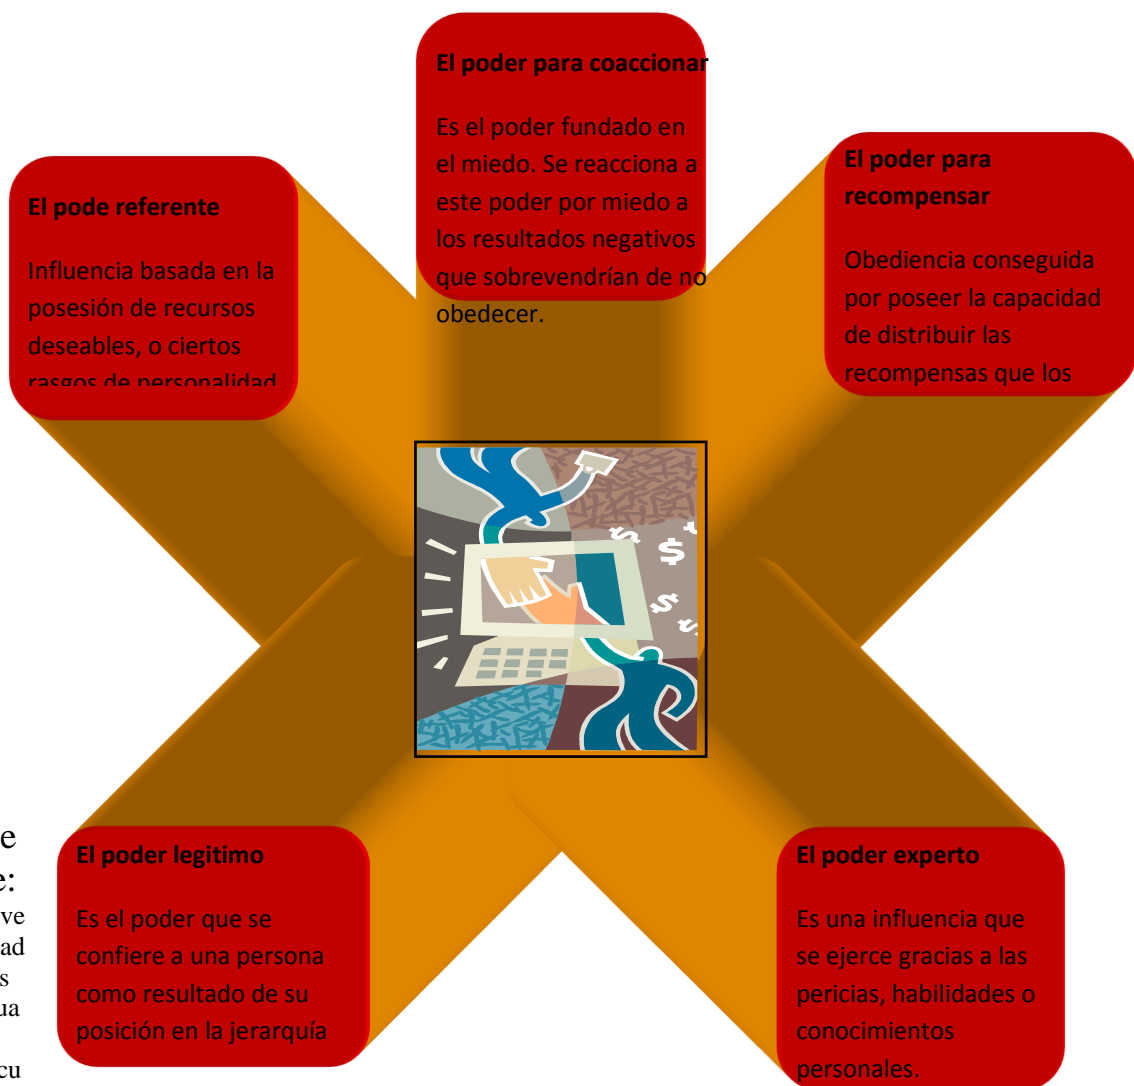 El poder para coaccionar
Es el poder fundado en
el miedo. Se reacciona a
este poder por miedo a
los resultados negativos
que sobrevendrían de no
obedecer.
El pode referente
Influencia basada en la
posesión de recursos
deseables, o ciertos
rasgos de personalidad
El poder para
recompensar
Obediencia conseguida
por poseer la capacidad
de distribuir las
recompensas que los
$
$
$
$
$
El poder legitimo
Es el poder que se
confiere a una persona
como resultado de su
posición en la jerarquía
El poder experto
Es una influencia que
se ejerce gracias a las
pericias, habilidades o
conocimientos
personales.